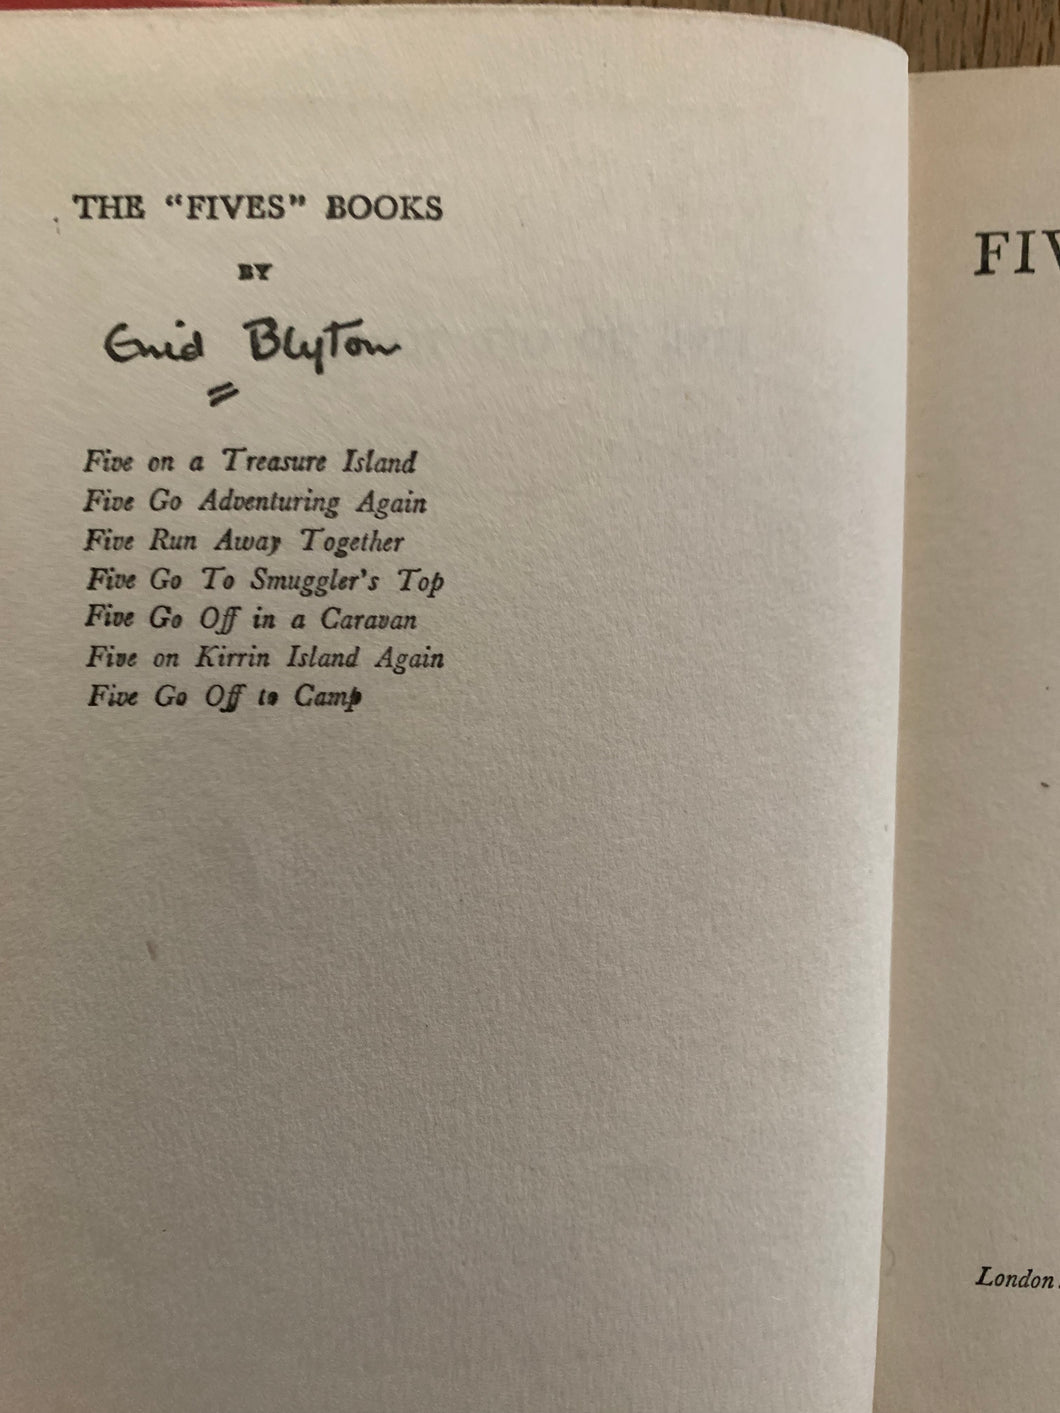 THE “FIVES” BOOKS
BY
Enid Blyton
Five on a Treasure Island
Five Go Adventuring Again
Five Run Away Together
Five Go To Smuggler's Top
Five Go Off in a Caravan
Five on Kirrin Island Again
Five Go Off to Camp
London